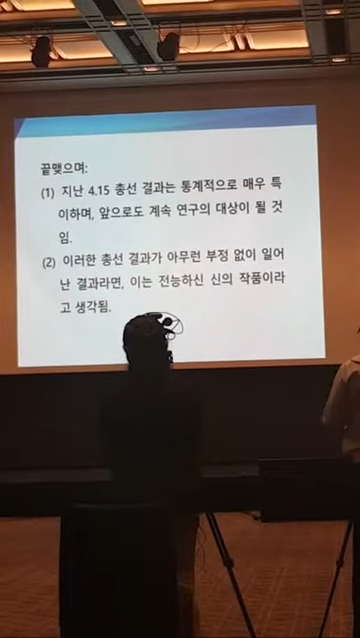 끝맺으며:
(1) 지난 4.15 총선 결과는 통계적으로 매우 특
이하며, 앞으로도 계속 연구의 대상이 될 것
임.
(2) 이러한 총선 결과가 아무런 부정 없이 일어
난 결과라면, 이는 전능하신 신의 작품이라
고 생각됨.